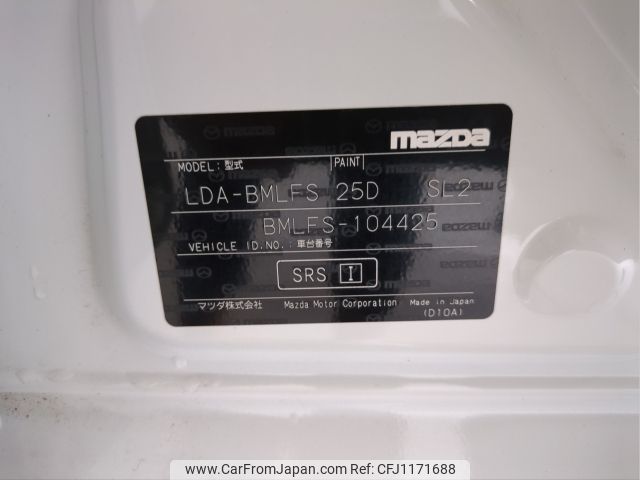 mazda
MODEL:型式 PAINT
LDA-BMLFS 25D SL2
BMLFS-104425
VEHICLE ID.NO.:車台番号
SRS I
マツダ株式会社 Mazda Motor Corporation Made in Japan
(D10A)
www.CarFromJapan.com CFJ1171688